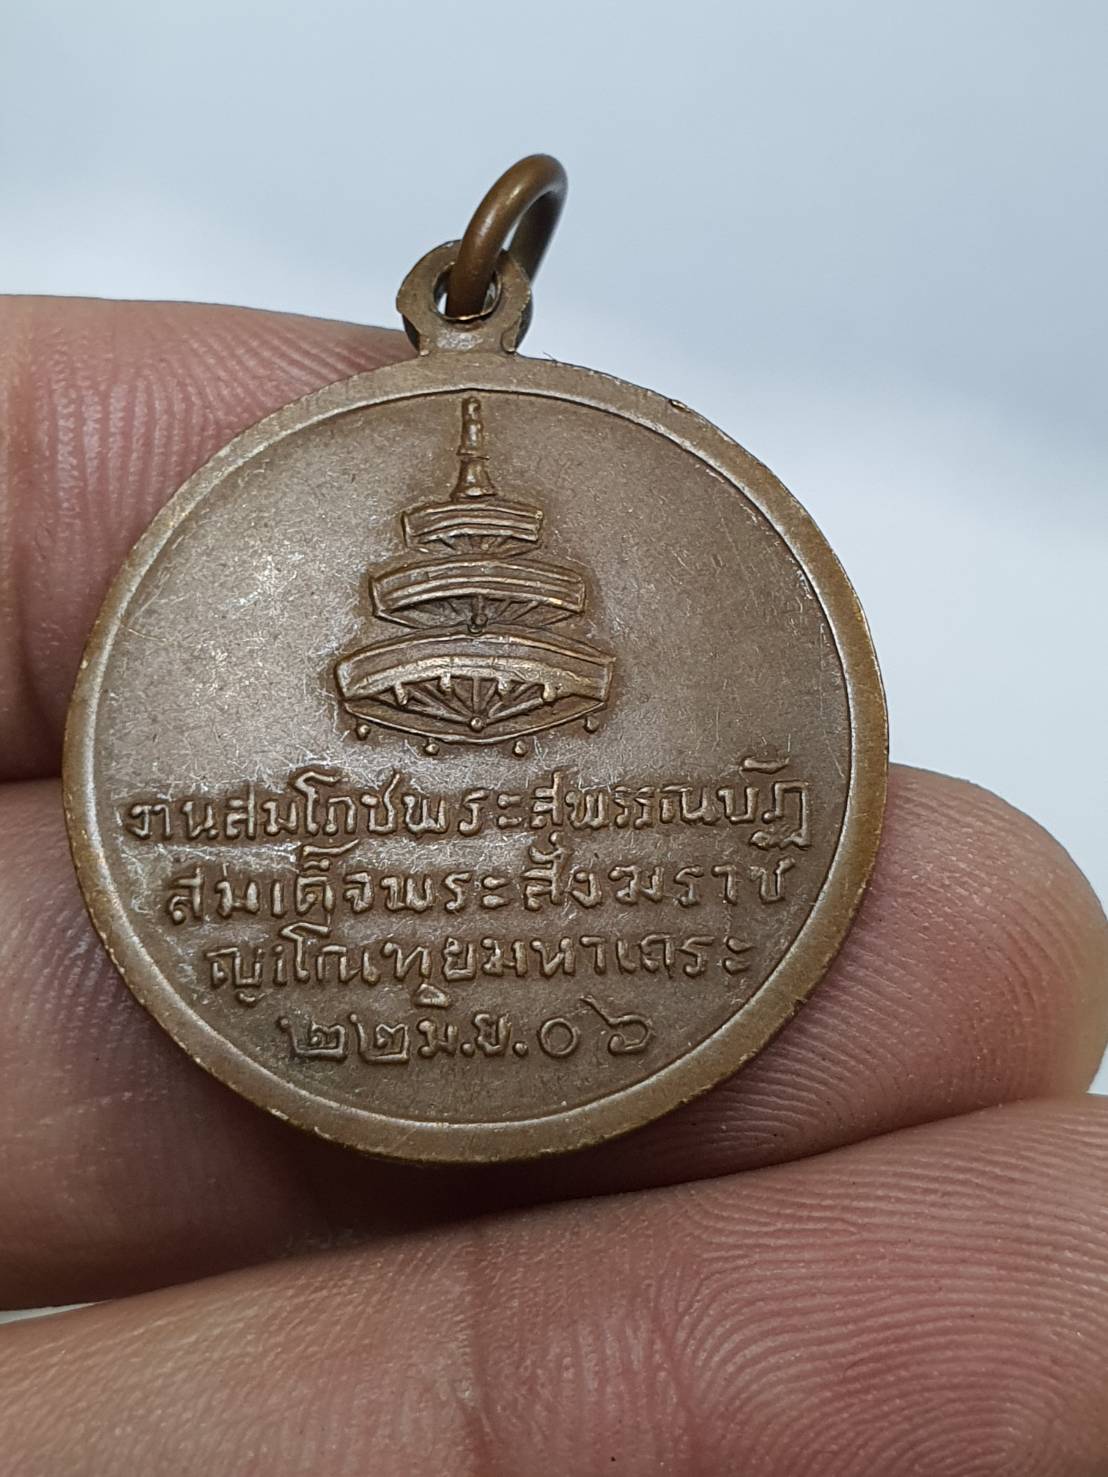 งานสมโภชพระสุพรรณบัฏ
สมเด็จพระสังฆราช
ญาโณทยมหาเถระ
๒๒ มิ.ย. ๐๖